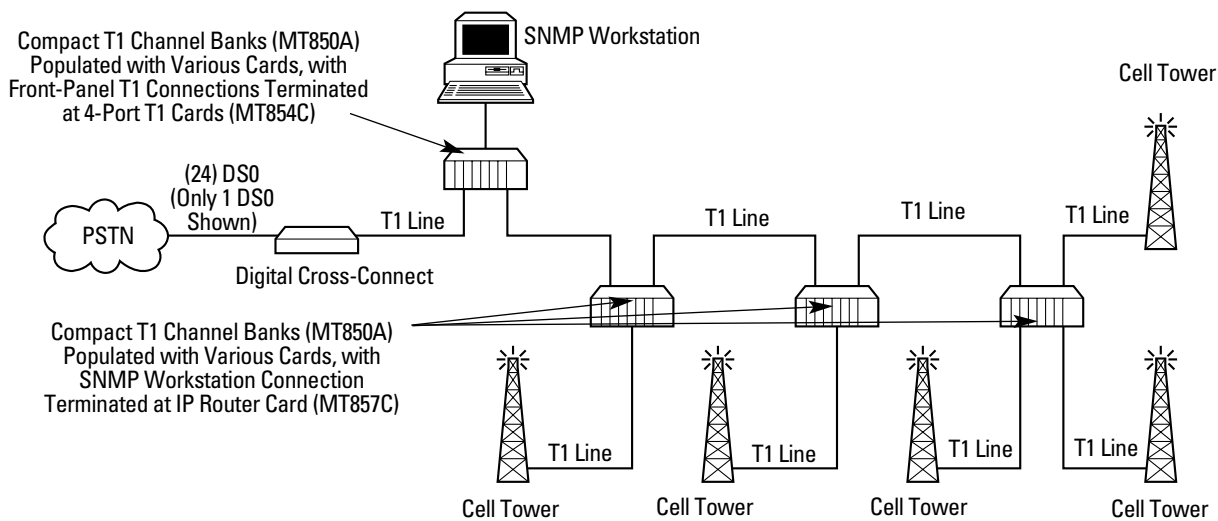 Compact T1 Channel Banks (MT850A)
Populated with Various Cards, with
Front-Panel T1 Connections Terminated
at 4-Port T1 Cards (MT854C)
SNMP Workstation
Cell Tower
(24) DS0
(Only 1 DS0
Shown)
PSTN
T1 Line
Digital Cross-Connect
T1 Line
T1 Line
T1 Line
Compact T1 Channel Banks (MT850A)
Populated with Various Cards, with
SNMP Workstation Connection
Terminated at IP Router Card (MT857C)
T1 Line
T1 Line
T1 Line
T1 Line
Cell Tower
Cell Tower
Cell Tower
Cell Tower